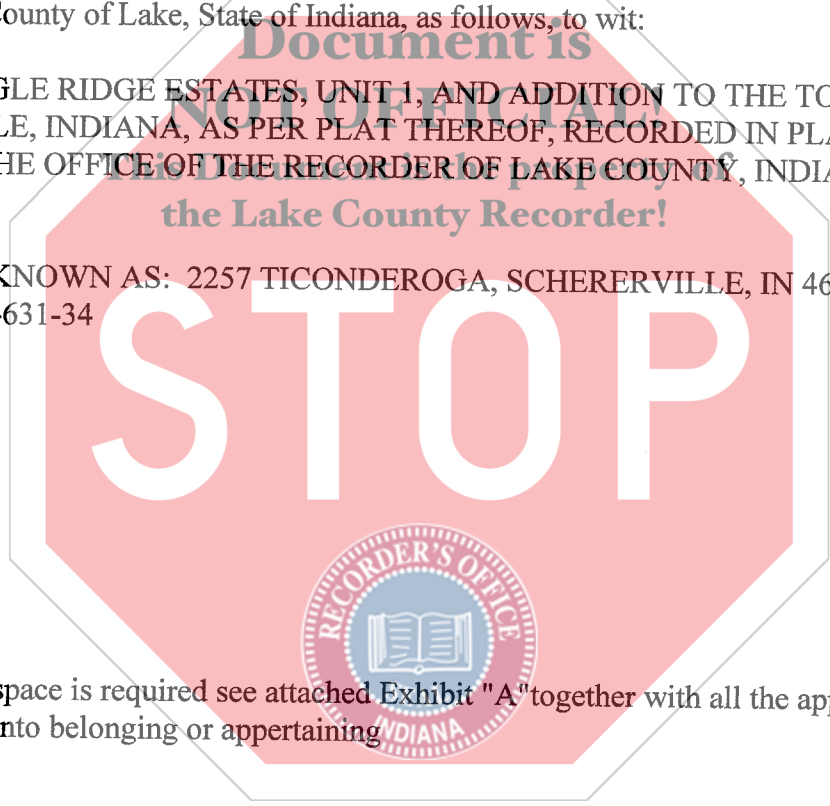 ounty of Lake, State of Indiana, as follows, to wit:
Document is
GLE RIDGE ESTATES, UNIT 1, AND ADDITION TO THE TO
NOT OFFICIAL!
LE, INDIANA, AS PER PLAT THEREOF, RECORDED IN PLA
HE OFFICE OF THE RECORDER OF LAKE COUNTY, INDIA
This Document is the property of
the Lake County Recorder!
KNOWN AS: 2257 TICONDEROGA, SCHERERVILLE, IN 46
-631-34
STOP
RECORDER'S OFFICE
space is required see attached Exhibit "A"together with all the app
nto belonging or appertaining
INDIANA